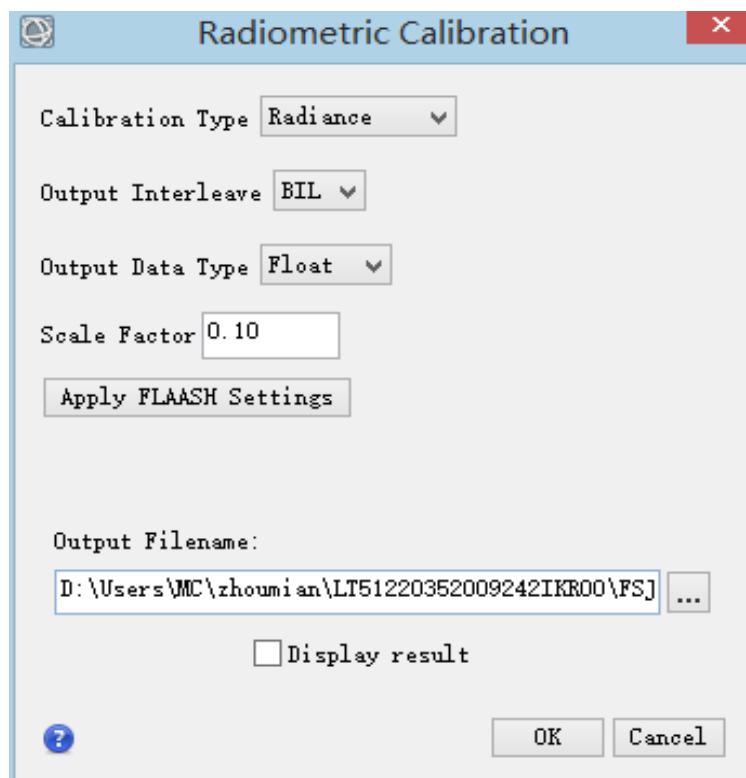 Radiometric Calibration
Calibration Type Radiance
Output Interleave BIL
Output Data Type Float
Scale Factor 0.10
Apply FLAASH Settings
Output Filename:
D:\Users\MC\zhoumian\LT51220352009242IKR00\FSJ ...
Display result
? OK Cancel